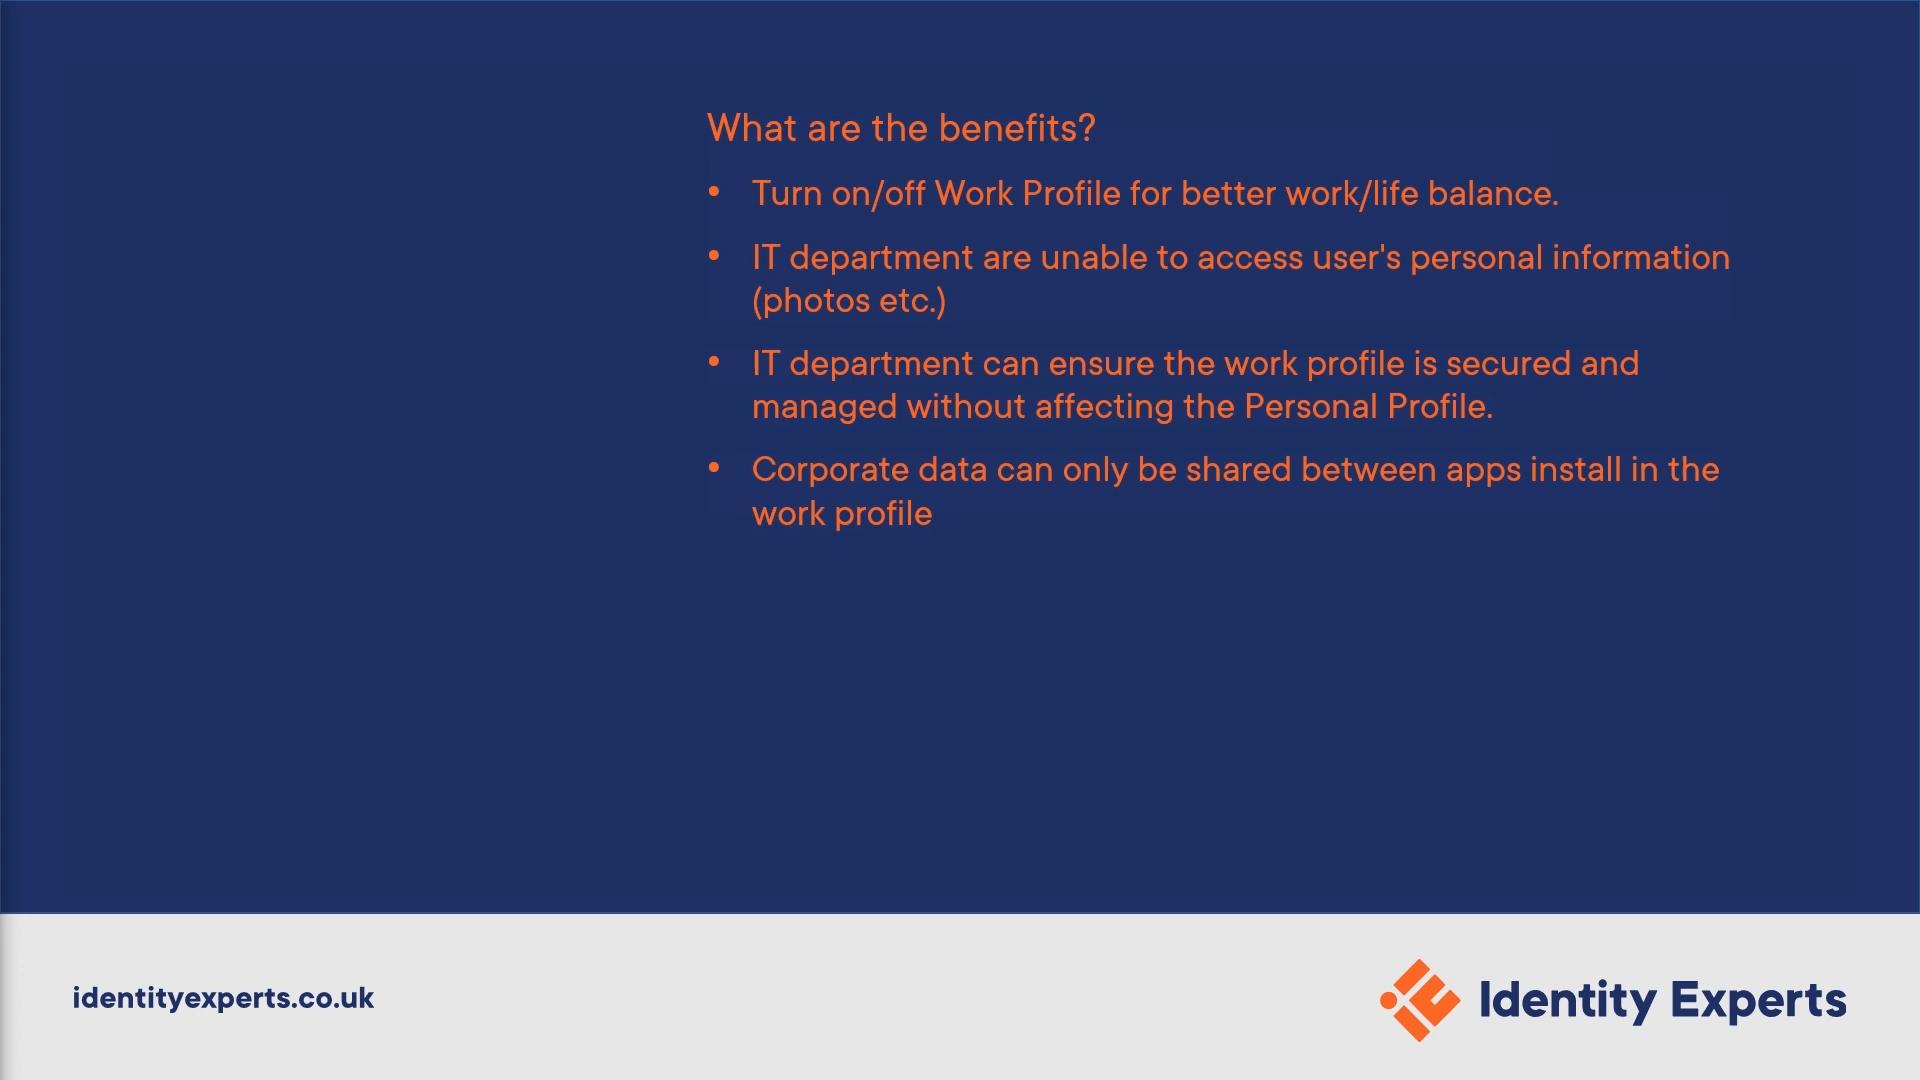 What are the benefits?
• Turn on/off Work Profile for better work/life balance.
• IT department are unable to access user's personal information
(photos etc.)
• IT department can ensure the work profile is secured and
managed without affecting the Personal Profile.
• Corporate data can only be shared between apps install in the
work profile
identityexperts.co.uk
Identity Experts